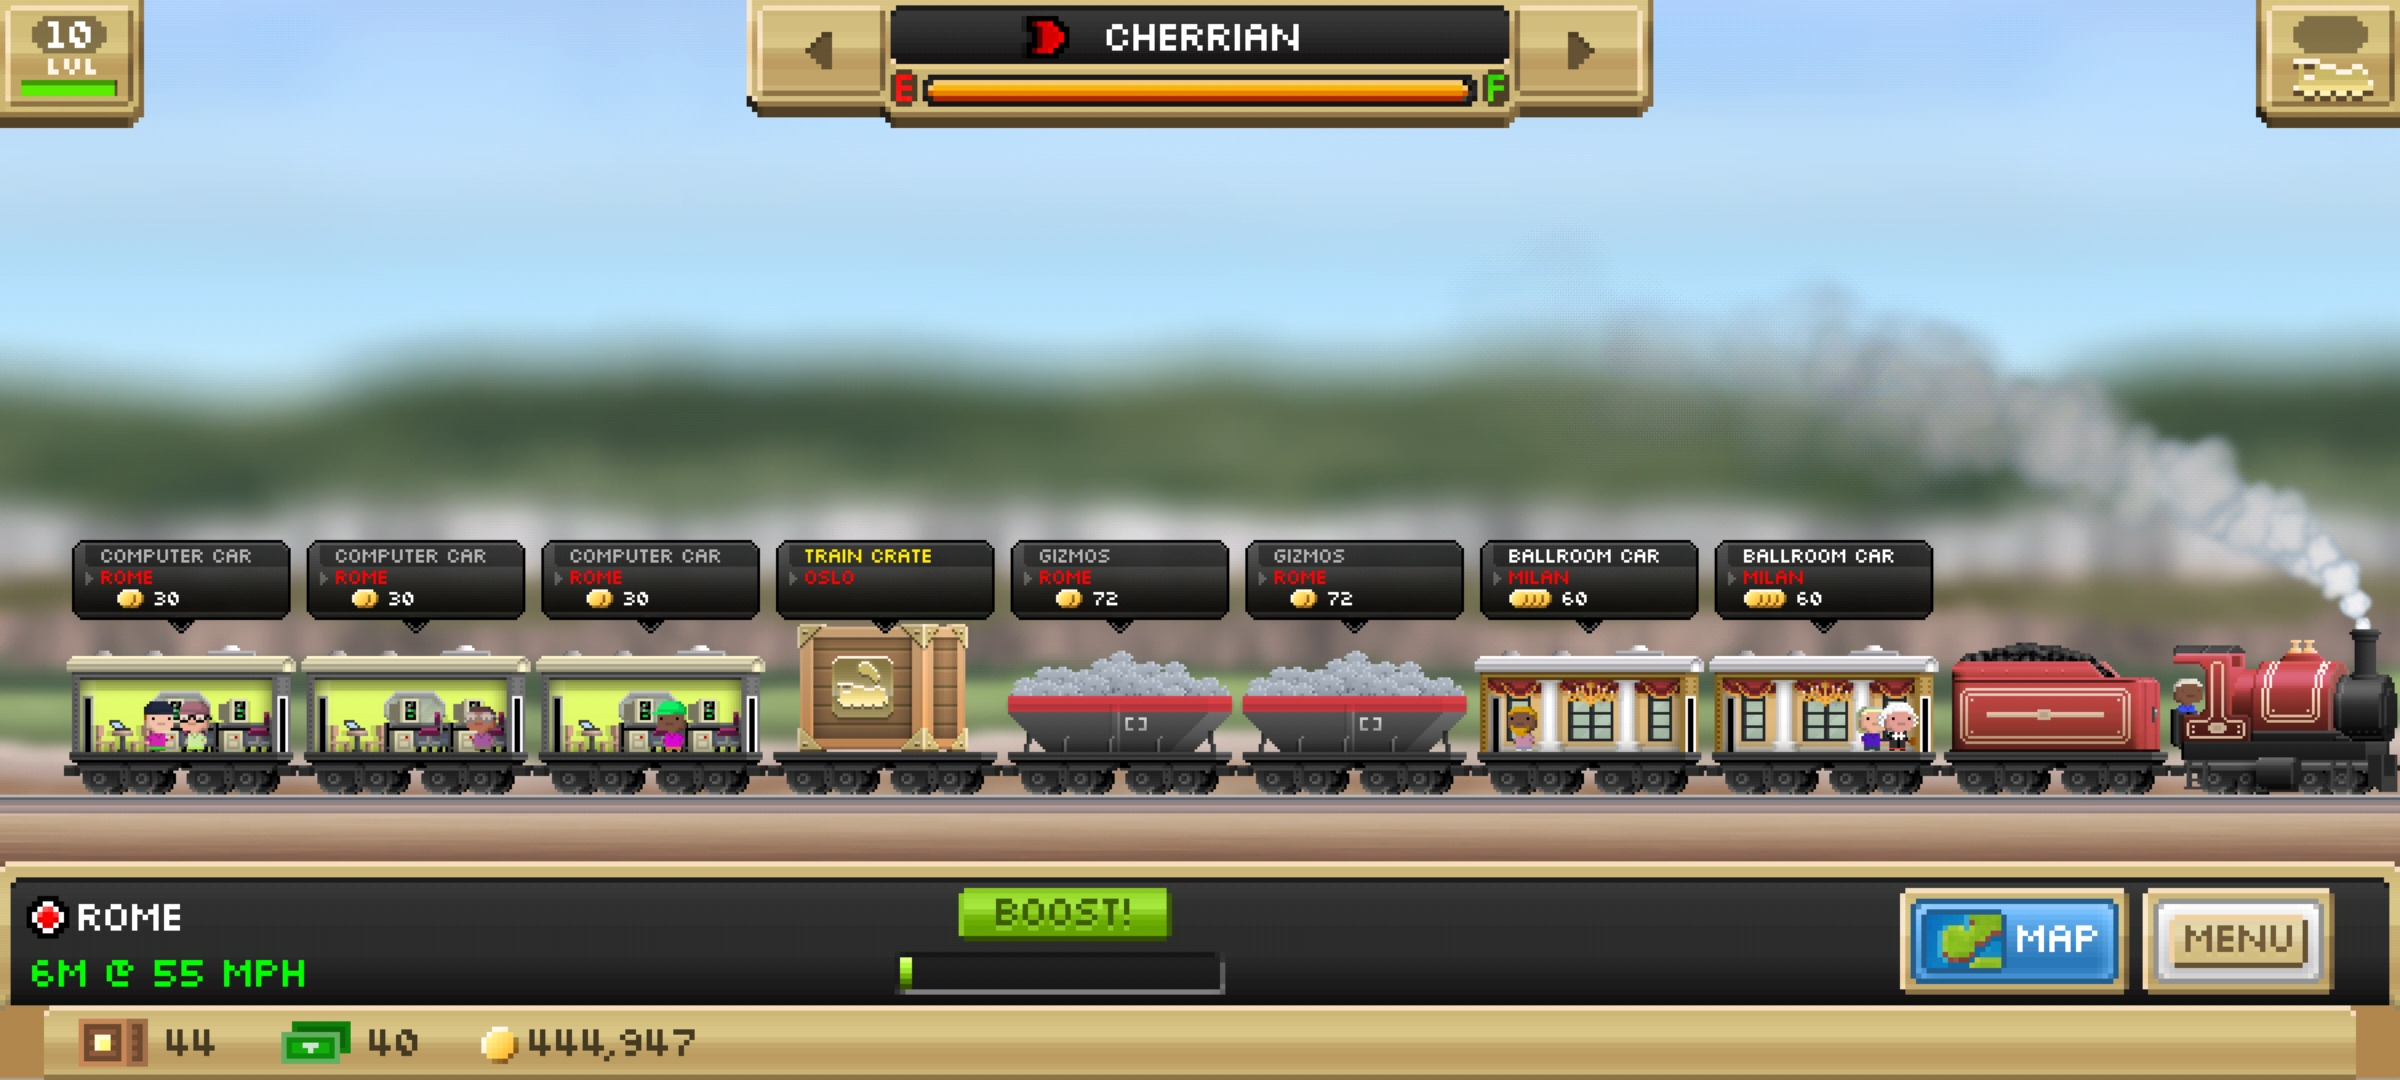 10
LVL
CHERRIAN
E
F
COMPUTER CAR
ROME
30
COMPUTER CAR
ROME
30
COMPUTER CAR
ROME
30
TRAIN CRATE
OSLO
GIZMOS
ROME
72
GIZMOS
ROME
72
BALLROOM CAR
MILAN
60
BALLROOM CAR
MILAN
60
ROME
6M @ 55 MPH
BOOST!
MAP
MENU
44
40
444,947